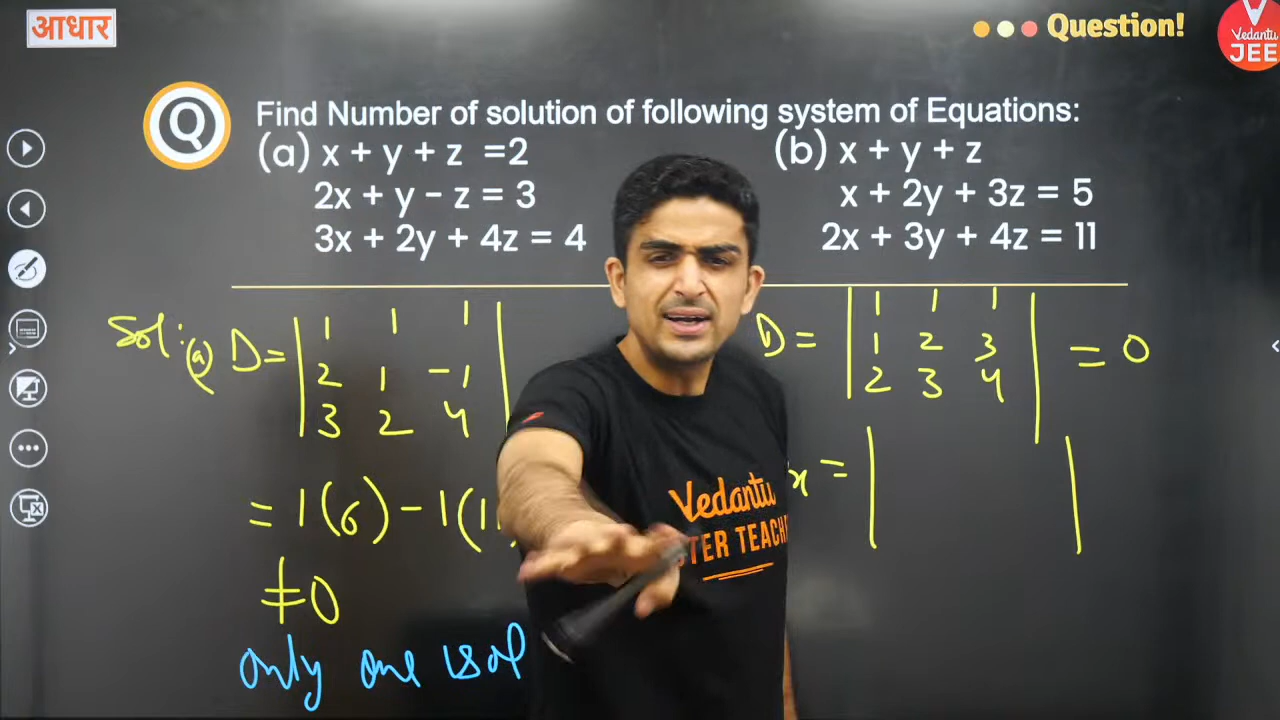 आधार
Question!
Vedantu
JEE
Q
Find Number of solution of following system of Equations:
(a) x + y + z = 2
2x + y - z = 3
3x + 2y + 4z = 4
(b) x + y + z
x + 2y + 3z = 5
2x + 3y + 4z = 11
Sol: (a) D = | 1 1 1 |
2 1 -1
3 2 4
= 1(6) - 1(11
≠ 0
only one sol
D = | 1 1 1 |
1 2 3 = 0
2 3 4
x = | |
Vedantu
TER TEACH